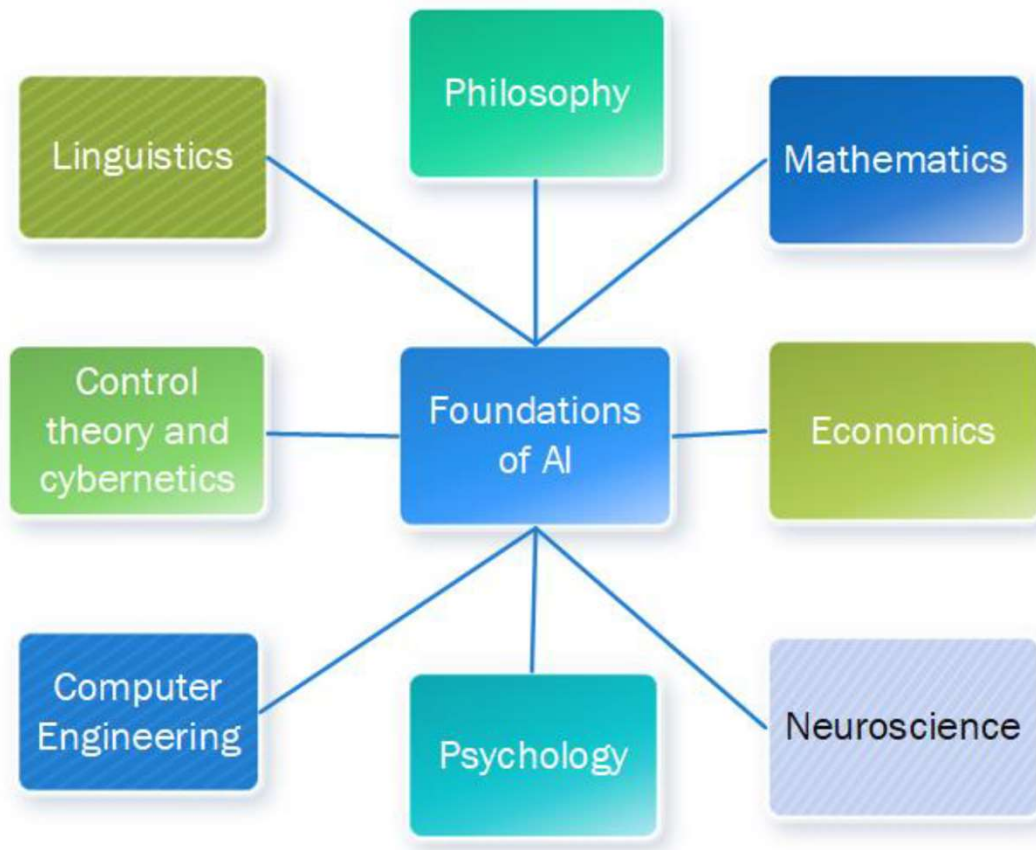 Philosophy
Linguistics
Mathematics
Control
theory and
cybernetics
Foundations
of AI
Economics
Computer
Engineering
Psychology
Neuroscience